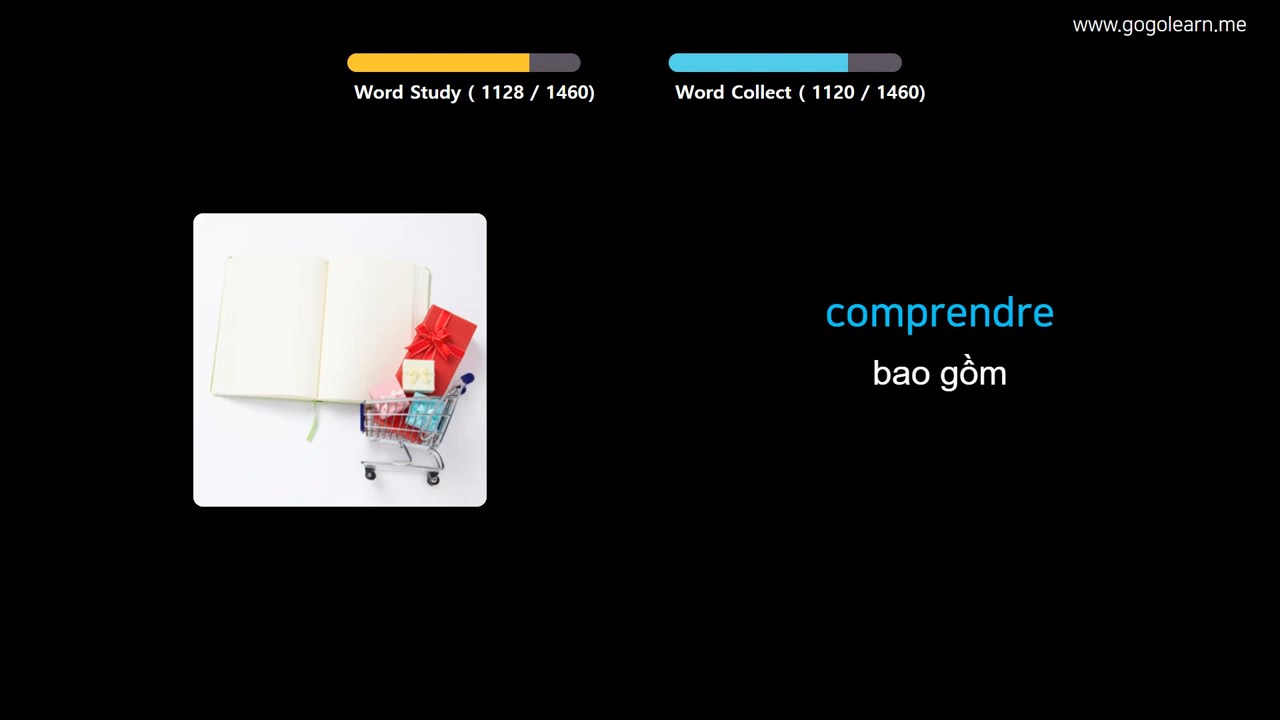 www.gogolearn.me
Word Study ( 1128 / 1460)
Word Collect ( 1120 / 1460)
comprendre
bao gồm